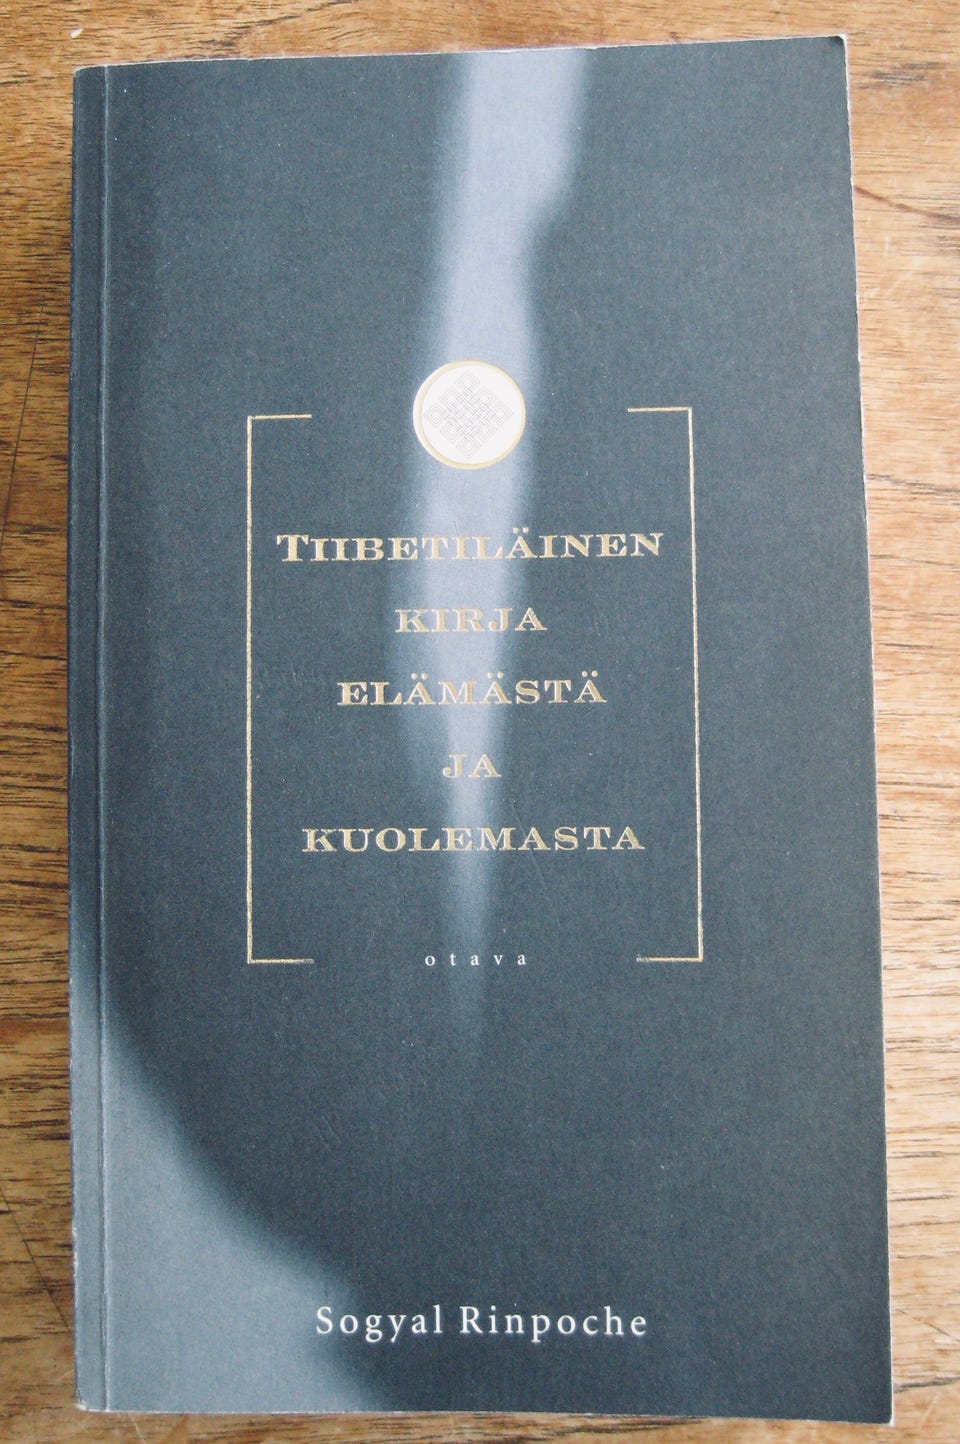 TIIBETILÄINEN
KIRJA
ELÄMÄSTÄ
JA
KUOLEMASTA
otava
Sogyal Rinpoche